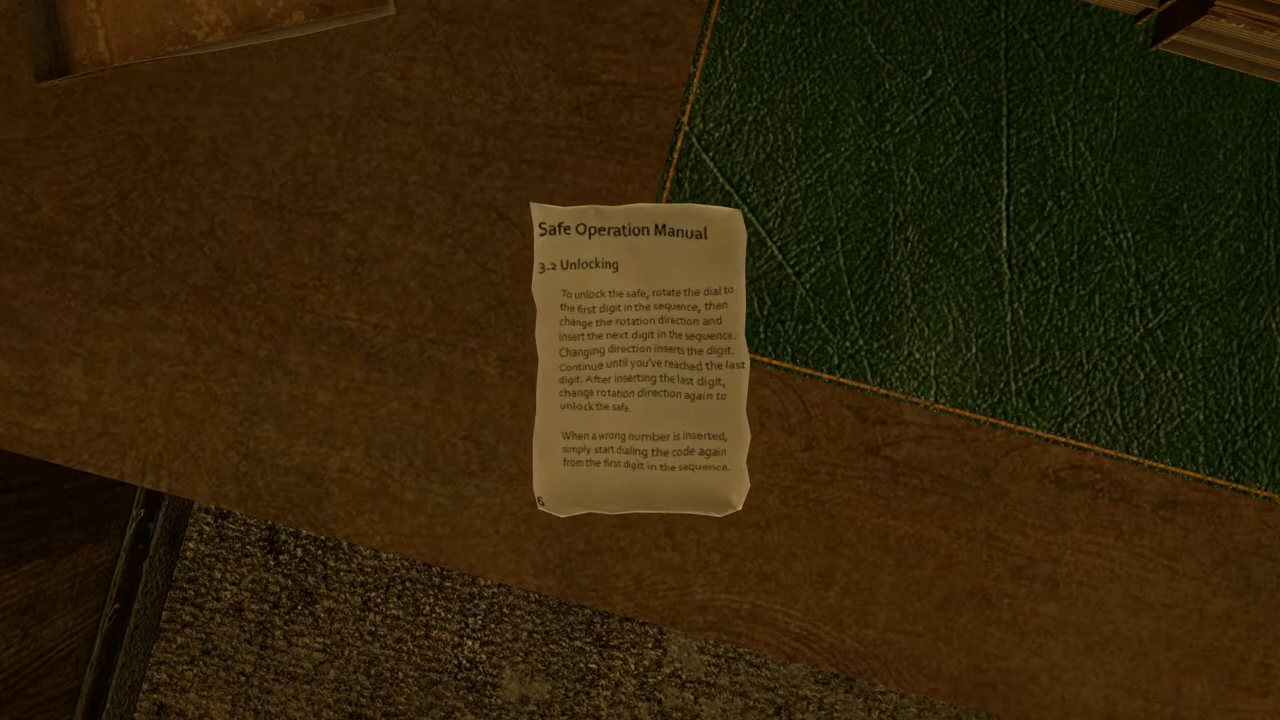 Safe Operation Manual
3.2 Unlocking
To unlock the safe, rotate the dial to
the first digit in the sequence, then
change the rotation direction and
insert the next digit in the sequence.
Changing direction inserts the digit.
Continue until you've reached the last
digit. After inserting the last digit,
change rotation direction again to
unlock the safe.
When a wrong number is inserted,
simply start dialing the code again
from the first digit in the sequence.
6